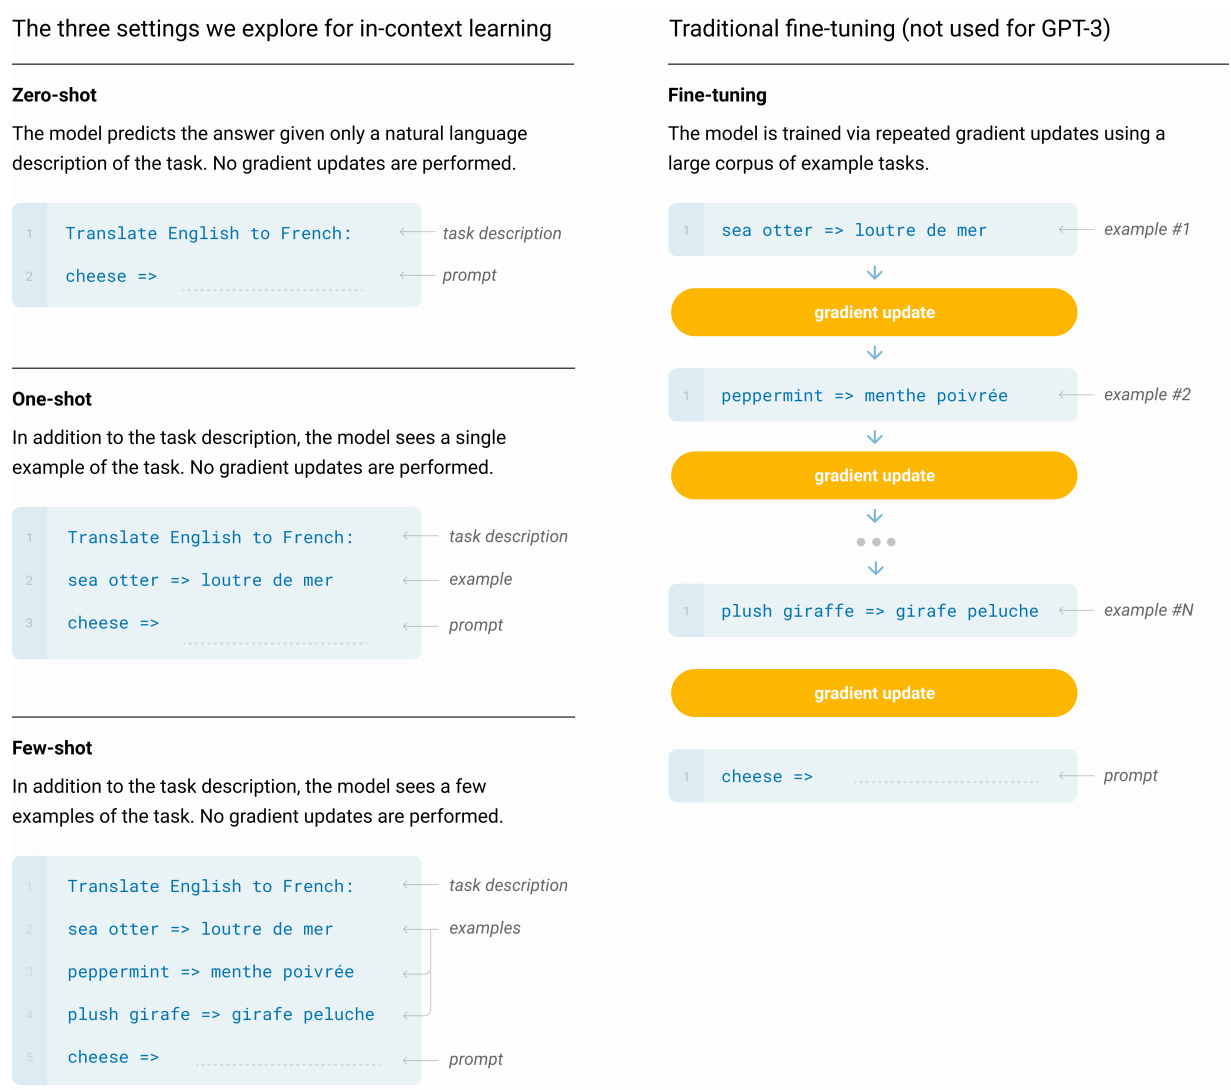 The three settings we explore for in-context learning
Zero-shot
The model predicts the answer given only a natural language
description of the task. No gradient updates are performed.
1 Translate English to French: task description
2 cheese => prompt
One-shot
In addition to the task description, the model sees a single
example of the task. No gradient updates are performed.
1 Translate English to French: task description
2 sea otter => loutre de mer example
3 cheese => prompt
Few-shot
In addition to the task description, the model sees a few
examples of the task. No gradient updates are performed.
1 Translate English to French: task description
2 sea otter => loutre de mer examples
3 peppermint => menthe poivrée
4 plush girafe => girafe peluche
5 cheese => prompt
Traditional fine-tuning (not used for GPT-3)
Fine-tuning
The model is trained via repeated gradient updates using a
large corpus of example tasks.
1 sea otter => loutre de mer example #1
gradient update
1 peppermint => menthe poivrée example #2
gradient update
1 plush giraffe => girafe peluche example #N
gradient update
1 cheese => prompt